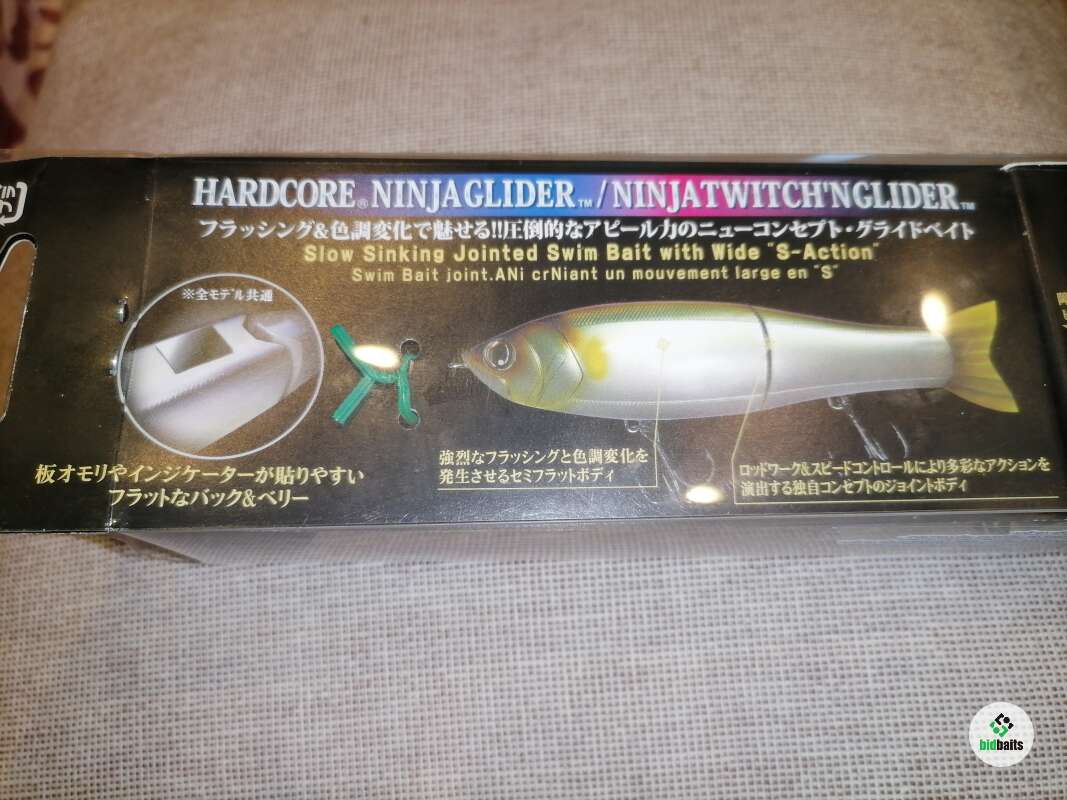 HARDCORE® NINJAGLIDER™/NINJATWITCH'NGLIDER™
フラッシング&色調変化で魅せる!!圧倒的なアピール力のニューコンセプト・グライドベイト
Slow Sinking Jointed Swim Bait with Wide "S-Action"
Swim Bait joint.ANi crNiant un mouvement large en "S"
※全モデル共通
板オモリやインジケーターが貼りやすい
フラットなバック&ベリー
強烈なフラッシングと色調変化を
発生させるセミフラットボディ
ロッドワーク&スピードコントロールにより多彩なアクションを
演出する独自コンセプトのジョイントボディ
bidbaits